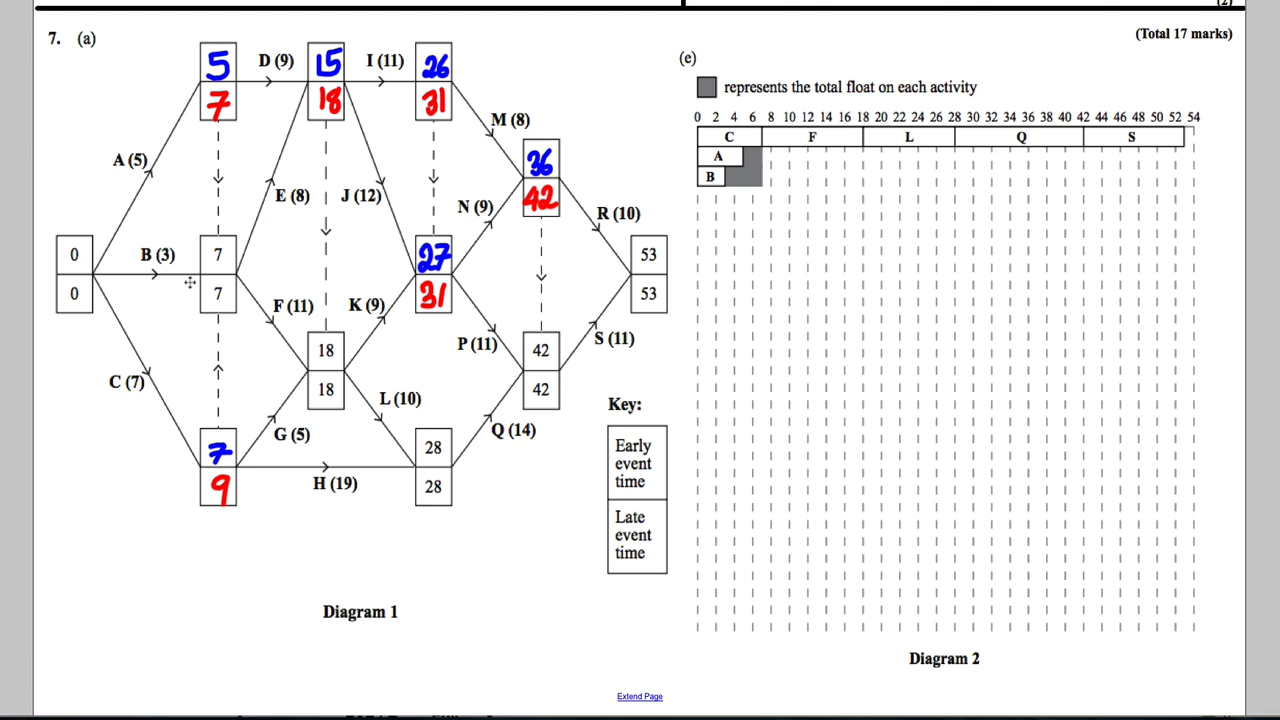 (2)
7. (a)
(Total 17 marks)
5
7
D (9)
15
18
I (11)
26
31
M (8)
A (5)
36
42
E (8)
J (12)
N (9)
R (10)
0
0
B (3)
7
7
27
31
53
53
F (11)
K (9)
18
18
P (11)
42
42
S (11)
C (7)
L (10)
G (5)
Q (14)
7
9
H (19)
28
28
Key:
Early
event
time
Late
event
time
Diagram 1
(e)
represents the total float on each activity
0 2 4 6 8 10 12 14 16 18 20 22 24 26 28 30 32 34 36 38 40 42 44 46 48 50 52 54
C F L Q S
A
B
Diagram 2
Extend Page